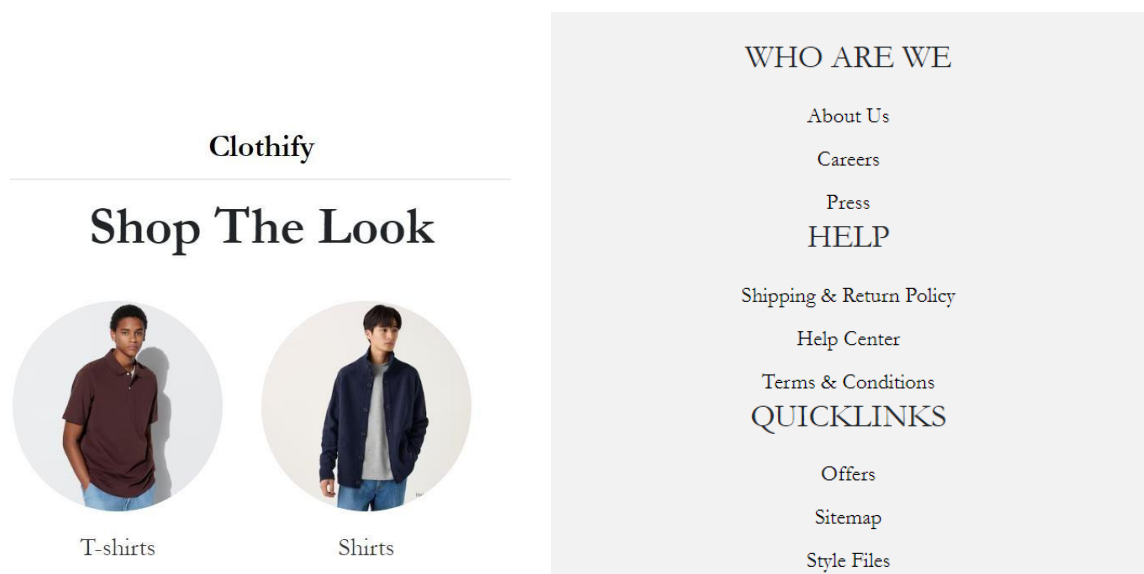 Clothify
Shop The Look
T-shirts
Shirts
WHO ARE WE
About Us
Careers
Press
HELP
Shipping & Return Policy
Help Center
Terms & Conditions
QUICKLINKS
Offers
Sitemap
Style Files